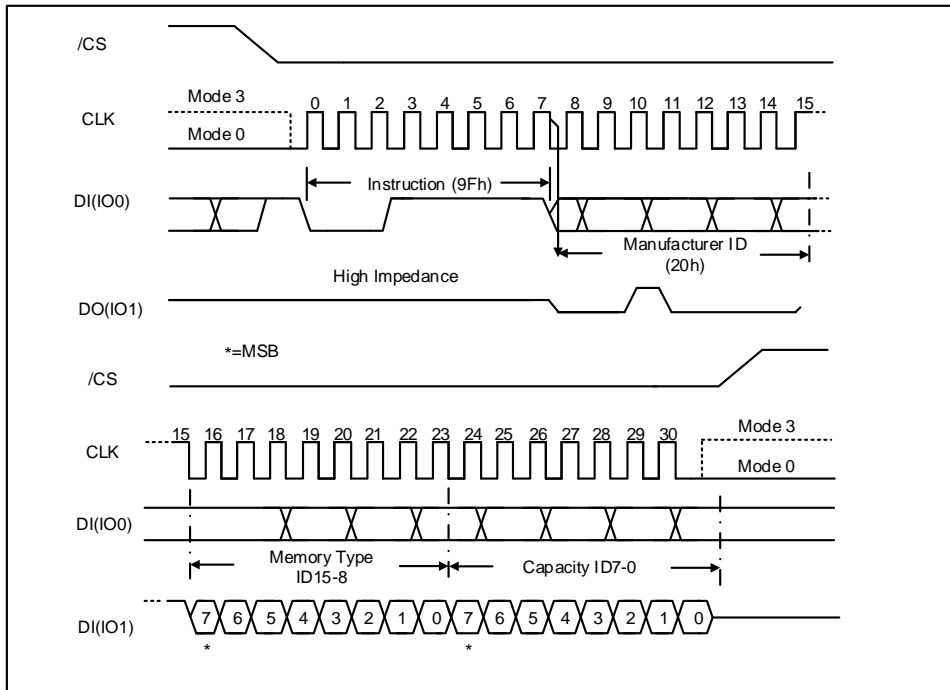 /CS
Mode 3
CLK
0 1 2 3 4 5 6 7 8 9 10 11 12 13 14 15
Mode 0
Instruction (9Fh)
DI(IO0)
Manufacturer ID
(20h)
High Impedance
DO(IO1)
*=MSB
/CS
15 16 17 18 19 20 21 22 23 24 25 26 27 28 29 30
Mode 3
CLK
Mode 0
DI(IO0)
Memory Type
ID15-8
Capacity ID7-0
DI(IO1)
7 6 5 4 3 2 1 0 7 6 5 4 3 2 1 0
* *